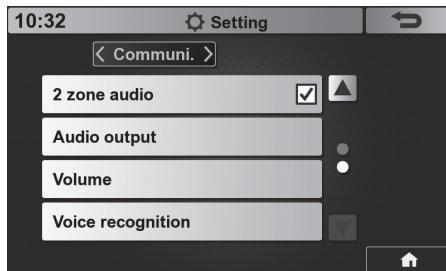 10:32 Setting
< Communi. >
2 zone audio
Audio output
Volume
Voice recognition